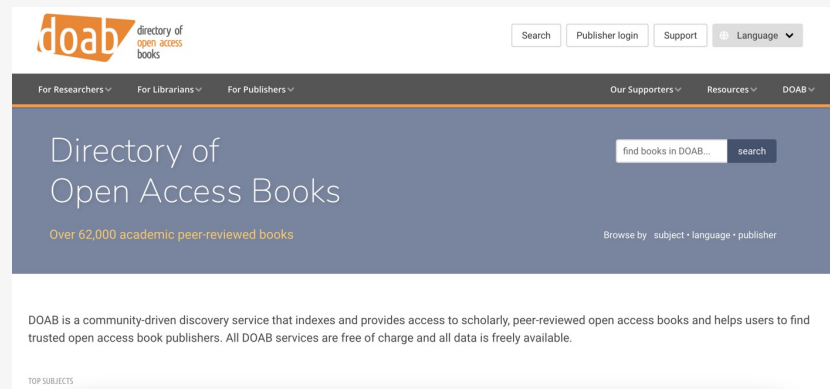 doab
directory of
open access
books
Search Publisher login Support Language
For Researchers For Librarians For Publishers Our Supporters Resources DOAB
Directory of
Open Access Books
find books in DOAB... search
Over 62,000 academic peer-reviewed books
Browse by subject • language • publisher
DOAB is a community-driven discovery service that indexes and provides access to scholarly, peer-reviewed open access books and helps users to find
trusted open access book publishers. All DOAB services are free of charge and all data is freely available.
TOP SUBJECTS